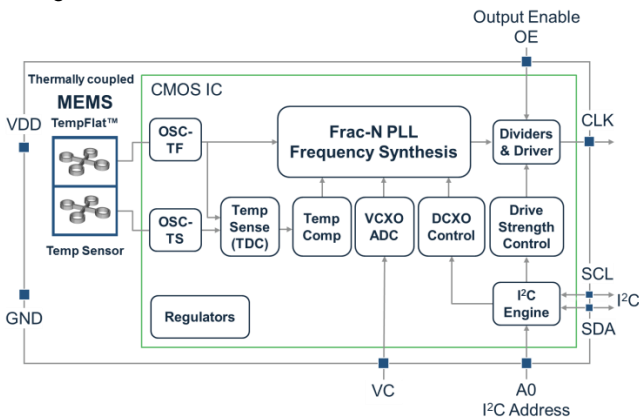 Output Enable
OE
Thermally coupled
MEMS
TempFlat™
VDD
CMOS IC
OSC-
TF
Frac-N PLL
Frequency Synthesis
Dividers
& Driver
CLK
OSC-
TS
Temp
Sense
(TDC)
Temp
Comp
VCXO
ADC
DCXO
Control
Drive
Strength
Control
Temp Sensor
GND
Regulators
I²C
Engine
SCL
I²C
SDA
VC
A0
I²C Address